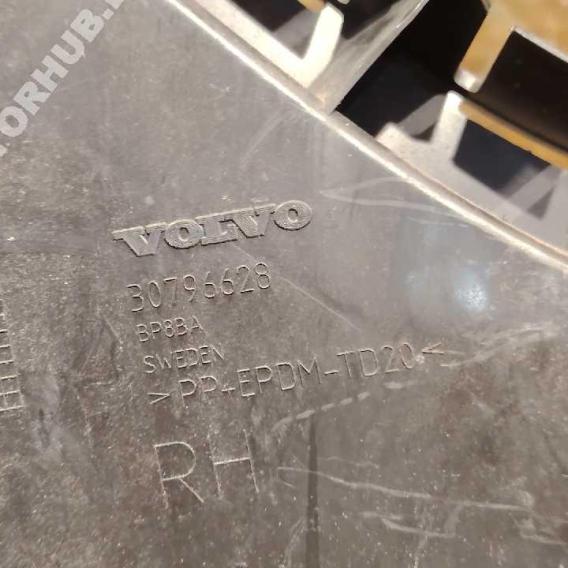 ORHUB.
VOLVO
30796628
BP8BA
SWEDEN
>PP+EPDM-TD20<
RH